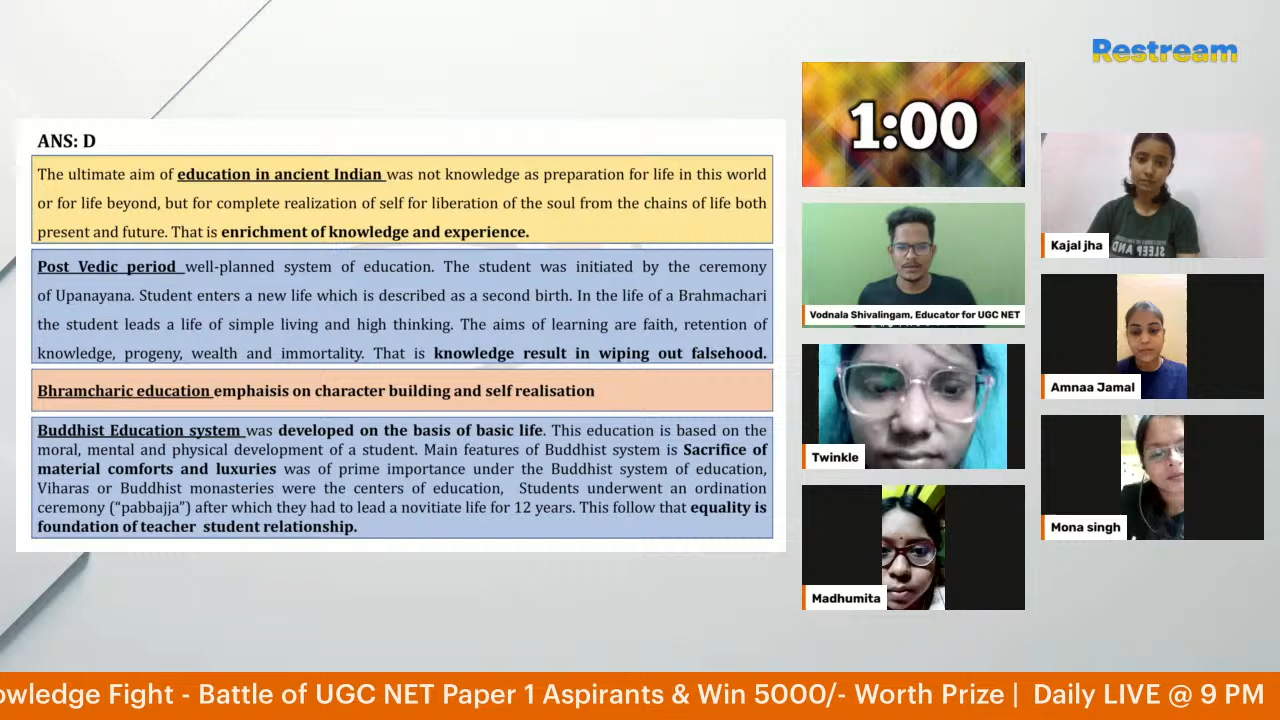 Restream
ANS: D
The ultimate aim of education in ancient Indian was not knowledge as preparation for life in this world
or for life beyond, but for complete realization of self for liberation of the soul from the chains of life both
present and future. That is enrichment of knowledge and experience.
Post Vedic period well-planned system of education. The student was initiated by the ceremony
of Upanayana. Student enters a new life which is described as a second birth. In the life of a Brahmachari
the student leads a life of simple living and high thinking. The aims of learning are faith, retention of
knowledge, progeny, wealth and immortality. That is knowledge result in wiping out falsehood.
Bhramcharic education emphaisis on character building and self realisation
Buddhist Education system was developed on the basis of basic life. This education is based on the
moral, mental and physical development of a student. Main features of Buddhist system is Sacrifice of
material comforts and luxuries was of prime importance under the Buddhist system of education,
Viharas or Buddhist monasteries were the centers of education, Students underwent an ordination
ceremony (“pabbajja”) after which they had to lead a novitiate life for 12 years. This follow that equality is
foundation of teacher student relationship.
1:00
Vodnala Shivalingam, Educator for UGC NET
Twinkle
Madhumita
Kajal jha
SLEEP AND
Amnaa Jamal
Mona singh
owledge Fight - Battle of UGC NET Paper 1 Aspirants & Win 5000/- Worth Prize | Daily LIVE @ 9 PM